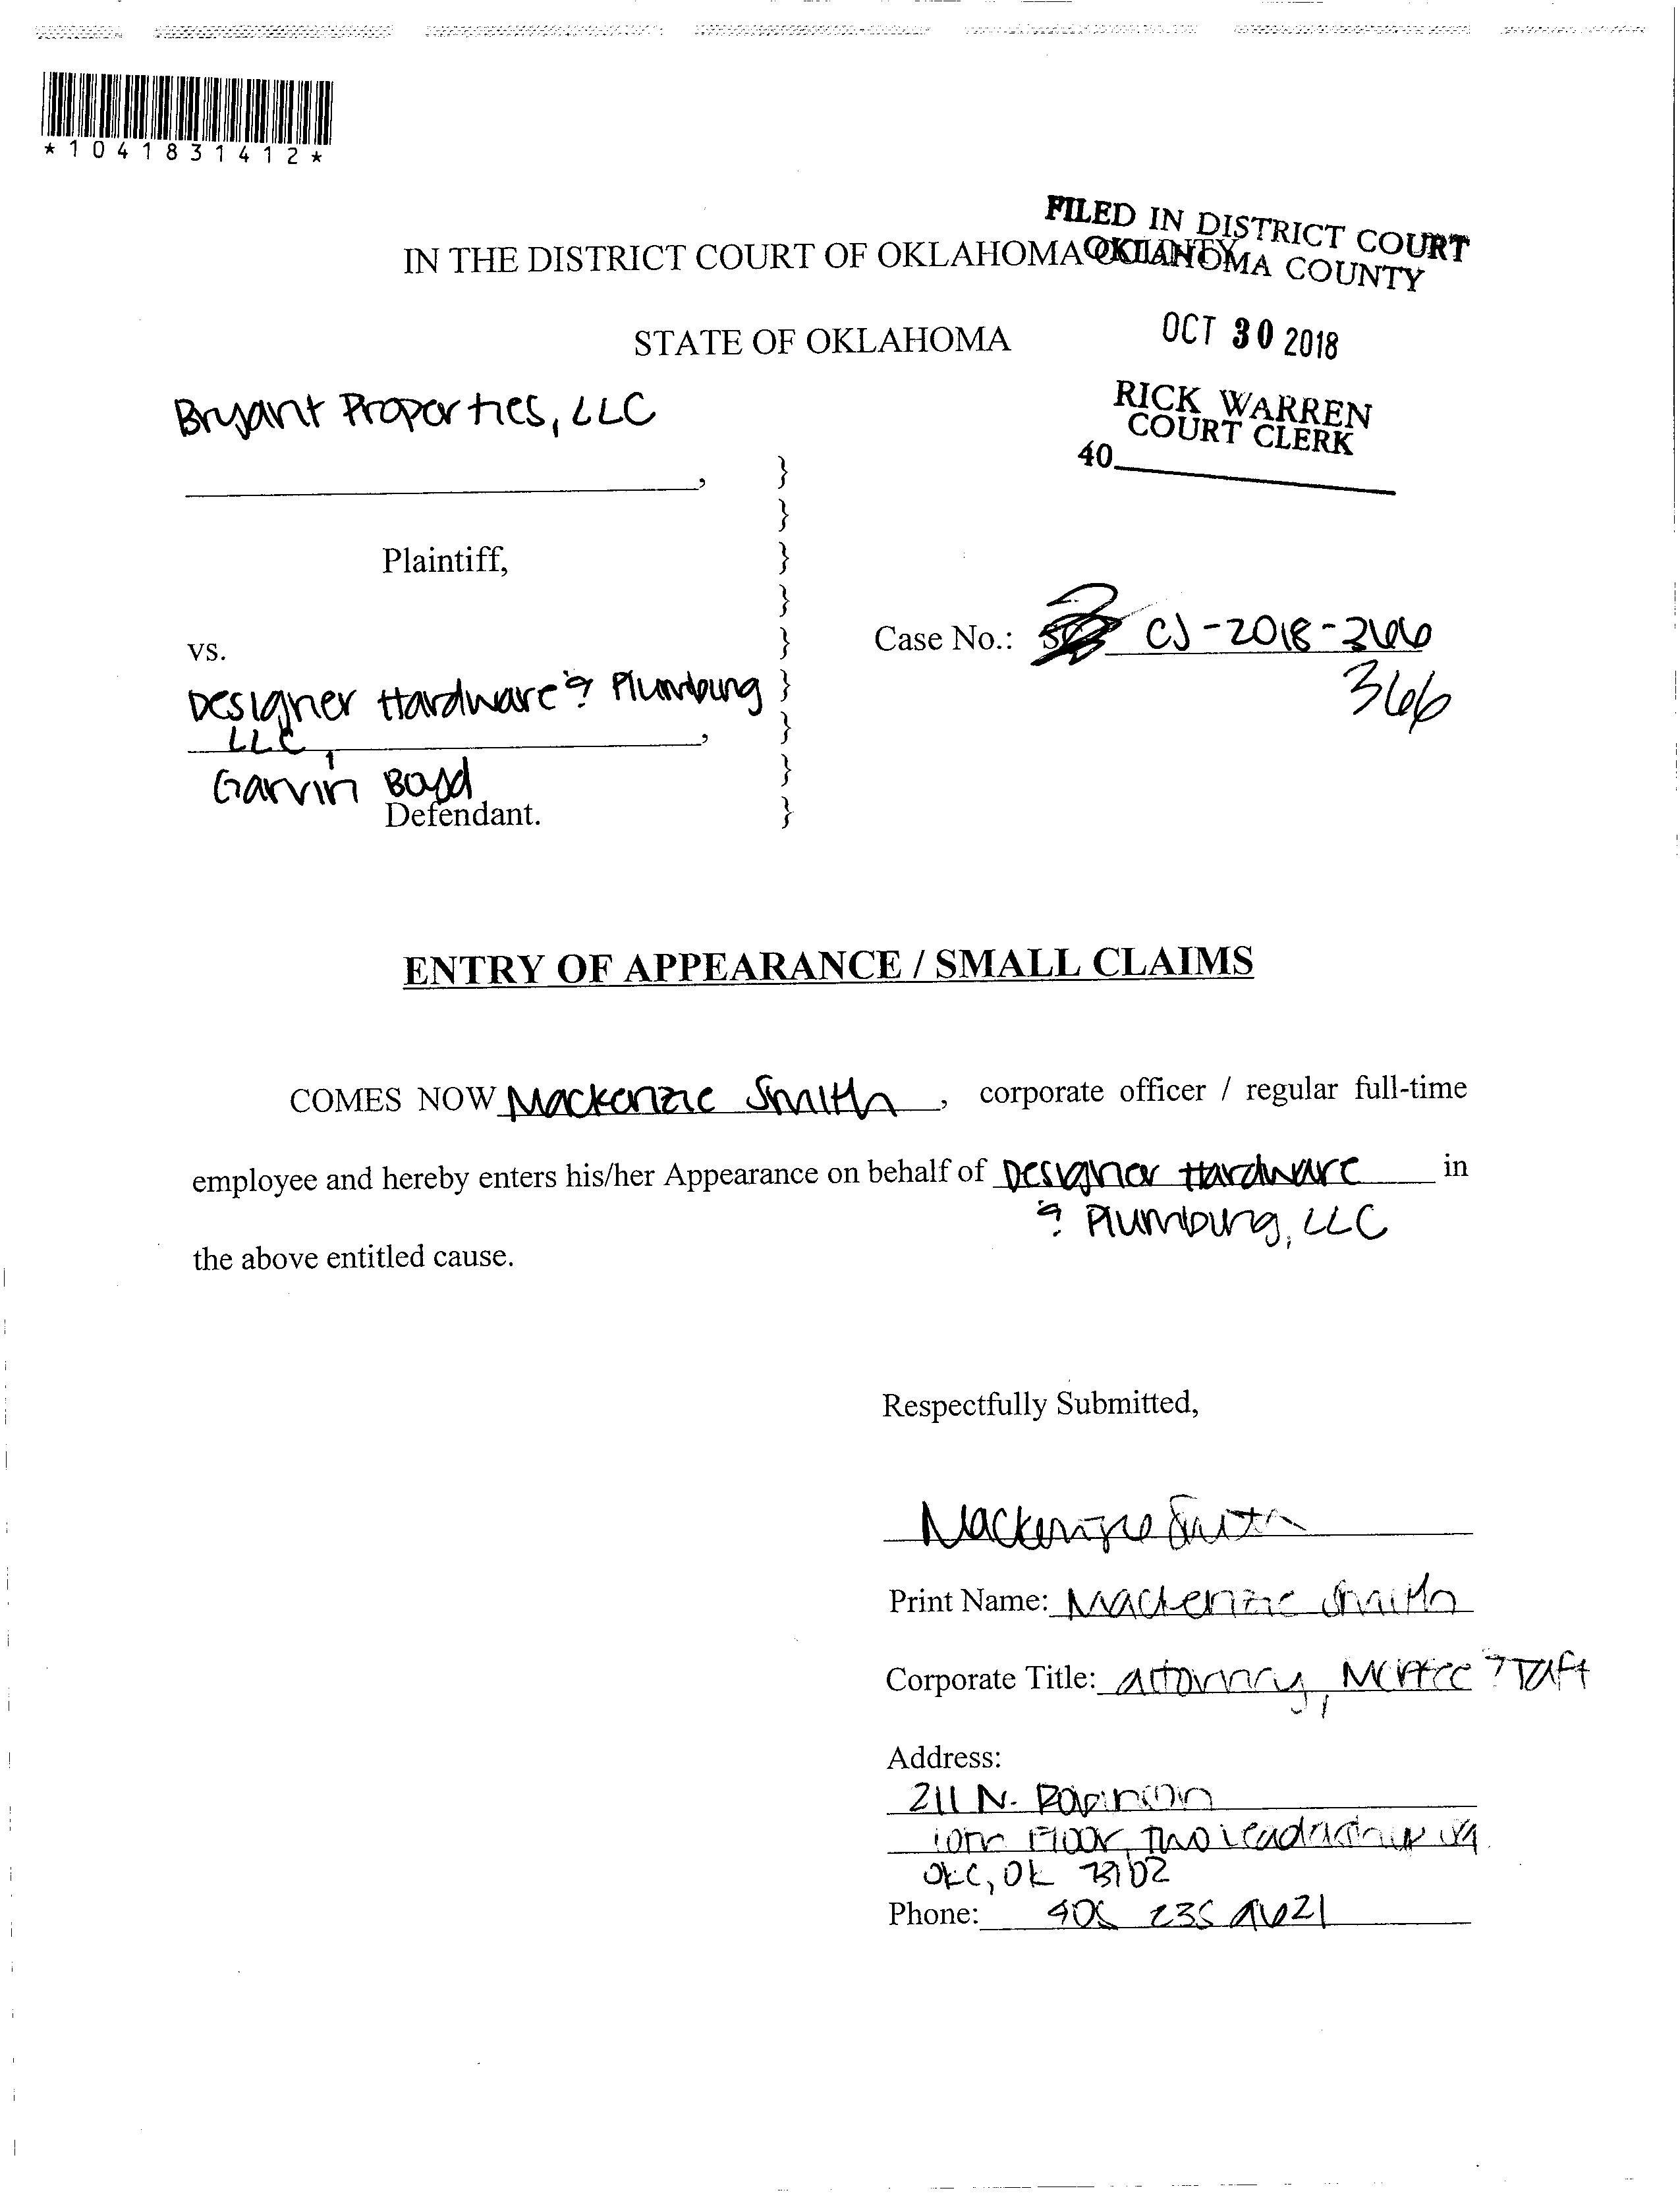 *1041831412*
FILED IN DISTRICT COURT
OKLAHOMA COUNTY
IN THE DISTRICT COURT OF OKLAHOMA COUNTY
STATE OF OKLAHOMA
OCT 30 2018
RICK WARREN
COURT CLERK
40
Bryant Properties, LLC
,
Plaintiff,
vs.
Case No.: CJ-2018-366
366
Designer Hardware & Plumbing
LLC,
,
Garvin Boyd
Defendant.
}
}
}
}
}
}
}
}
}
ENTRY OF APPEARANCE / SMALL CLAIMS
COMES NOW Mackenzie Smith, corporate officer / regular full-time
employee and hereby enters his/her Appearance on behalf of Designer Hardware in
& Plumbing, LLC
the above entitled cause.
Respectfully Submitted,
Mackenzie Smith
Print Name: Mackenzie Smith
Corporate Title: Attorney, McAfee & Taft
Address:
211 N. Robinson
10th Floor, Two Leadership Sq.
OKC, OK 73102
Phone: 405 235 9621